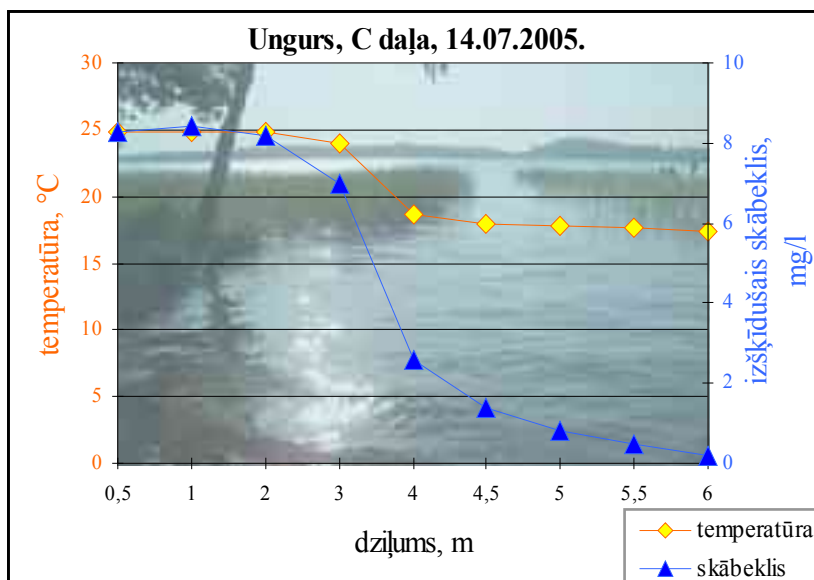 Ungurs, C daļa, 14.07.2005.
30
25
20
15
10
5
0
temperatūra, °C
10
8
6
4
2
0
izšķīdušais skābeklis,
mg/l
0,5 1 2 3 4 4,5 5 5,5 6
dziļums, m
temperatūra
skābeklis